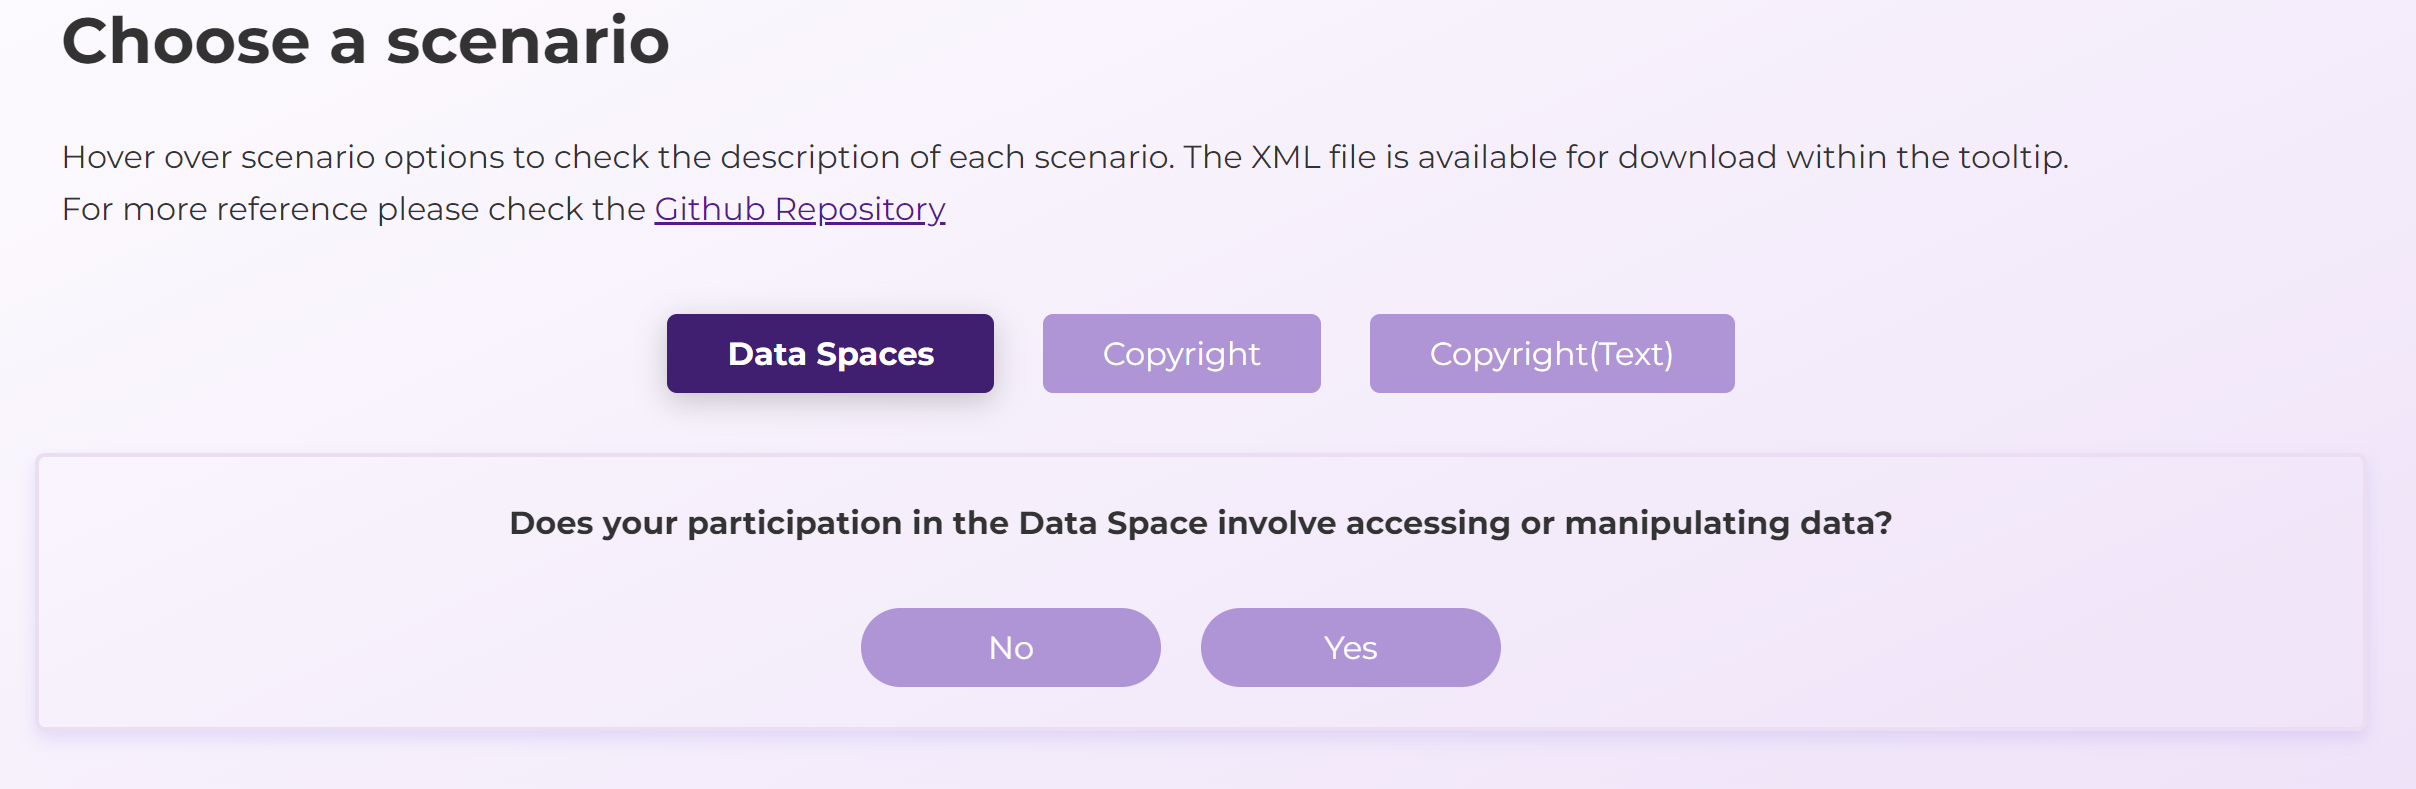 Choose a scenario
Hover over scenario options to check the description of each scenario. The XML file is available for download within the tooltip.
For more reference please check the Github Repository
Data Spaces
Copyright
Copyright(Text)
Does your participation in the Data Space involve accessing or manipulating data?
No
Yes